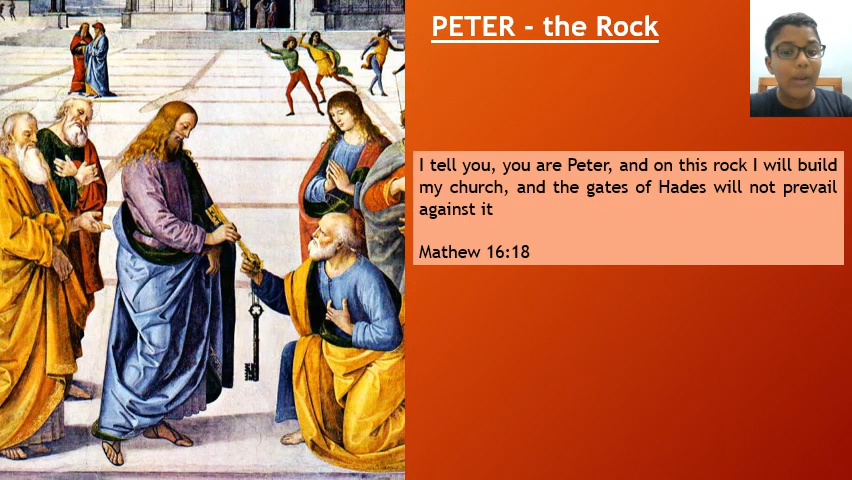 PETER - the Rock
I tell you, you are Peter, and on this rock I will build
my church, and the gates of Hades will not prevail
against it
Mathew 16:18